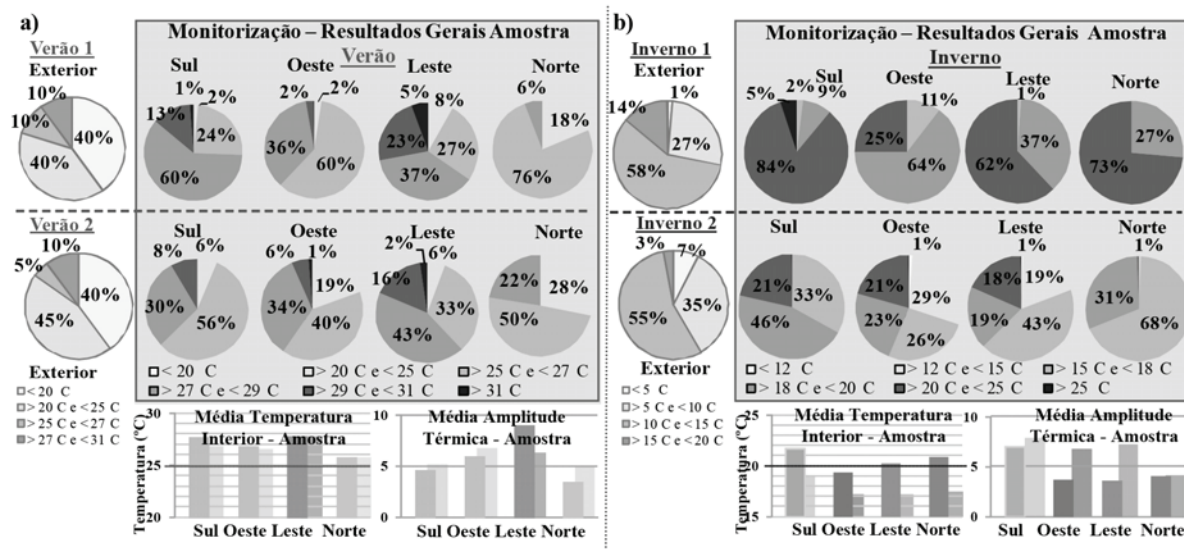 a)
Verão 1
Exterior
10%
10%
40%
40%
Monitorização – Resultados Gerais Amostra
Verão
Sul
1%
2%
13%
24%
60%
Oeste
2%
2%
36%
60%
Leste
5%
8%
23%
27%
37%
Norte
6%
18%
76%
Verão 2
10%
5%
40%
45%
Exterior
< 20 C
> 20 C e < 25 C
> 25 C e < 27 C
> 27 C e < 31 C
Sul
8%
6%
30%
56%
Oeste
6%
1%
19%
34%
40%
Leste
2%
6%
16%
33%
43%
Norte
22%
28%
50%
< 20 C
> 20 C e < 25 C
> 25 C e < 27 C
> 27 C e < 29 C
> 29 C e < 31 C
> 31 C
Média Temperatura
Interior - Amostra
Temperatura (°C)
30
25
20
Sul Oeste Leste Norte
Média Amplitude
Térmica - Amostra
10
5
0
Sul Oeste Leste Norte
b)
Inverno 1
Exterior
1%
14%
27%
58%
Monitorização – Resultados Gerais Amostra
Inverno
Sul
5%
2%
9%
84%
Oeste
11%
25%
64%
Leste
1%
37%
62%
Norte
27%
73%
Inverno 2
3%
7%
35%
55%
Exterior
< 5 C
> 5 C e < 10 C
> 10 C e < 15 C
> 15 C e < 20 C
Sul
21%
33%
46%
Oeste
1%
21%
29%
23%
26%
Leste
1%
18%
19%
19%
43%
Norte
1%
31%
68%
< 12 C
> 12 C e < 15 C
> 15 C e < 18 C
> 18 C e < 20 C
> 20 C e < 25 C
> 25 C
Média Temperatura
Interior - Amostra
Temperatura (°C)
25
20
15
Sul Oeste Leste Norte
Média Amplitude
Térmica - Amostra
10
5
0
Sul Oeste Leste Norte